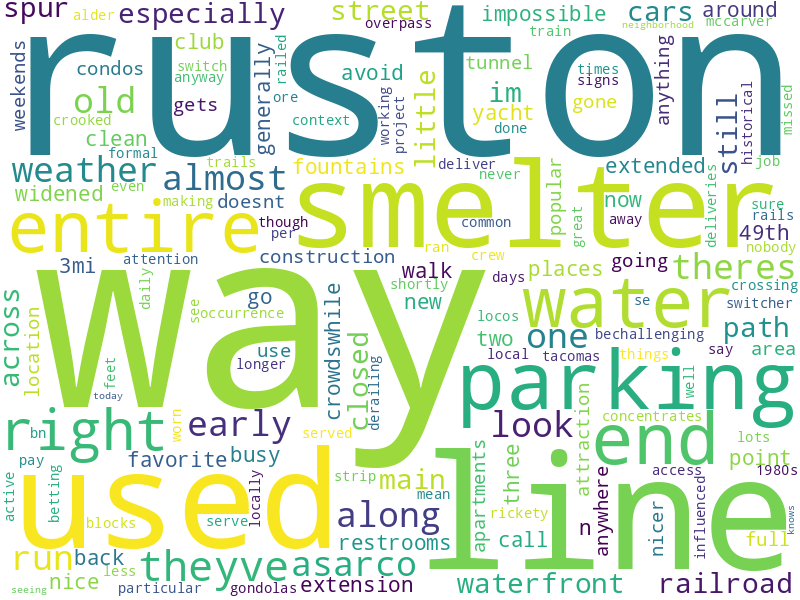 spur alder especially street overpass impossible cars neighborhood mccarver around
ruston
weekends condos club switch anyway railed train
old gets crooked clean formal ore context generally avoid little tunnel im yacht done times signs gone anything still historical missed
working project
weather almost trails fountains deliver extended job
widened even making doesnt never popular great now deliveries sure rails
entire smelter
though per common away 49th nobody
3mi attention construction walk ran crew days places going theres
way
across location daily see occurrence go crowdswhile shortly new locos water se crossing switcher
use longer closed derailing two one bechallenging path area
local tacomas things say
today feet
parking
right worn early look attraction concentrates well
bn served end lots
pay favorite busy main three point
used line
active betting strip mean apartments anywhere access 1980s
blocks serve locally along rickety n nicer influenced full knows
run back restrooms call
less theyve asarco
seeing nice particular gondolas extension waterfront railroad